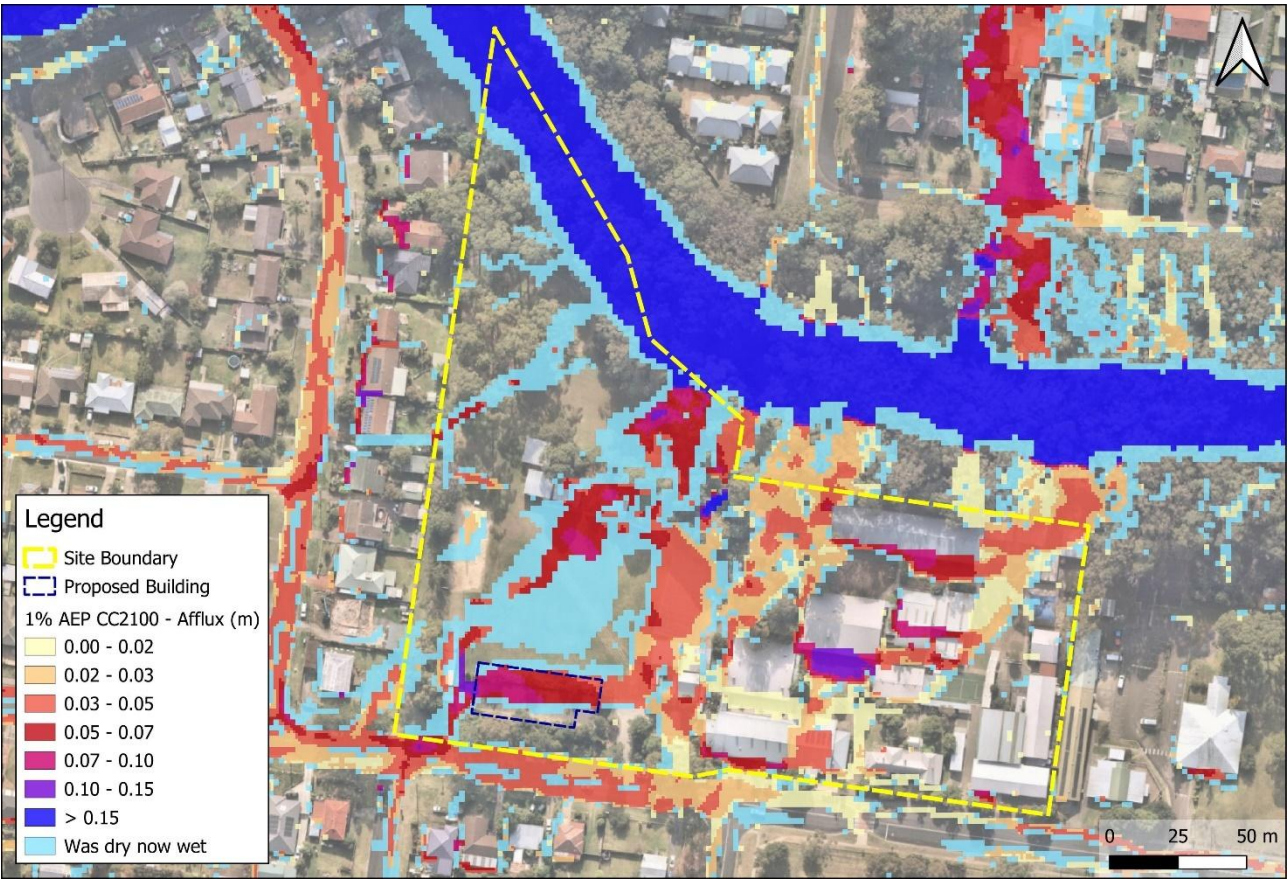 Legend
Site Boundary
Proposed Building
1% AEP CC2100 - Afflux (m)
0.00 - 0.02
0.02 - 0.03
0.03 - 0.05
0.05 - 0.07
0.07 - 0.10
0.10 - 0.15
> 0.15
Was dry now wet
0 25 50 m